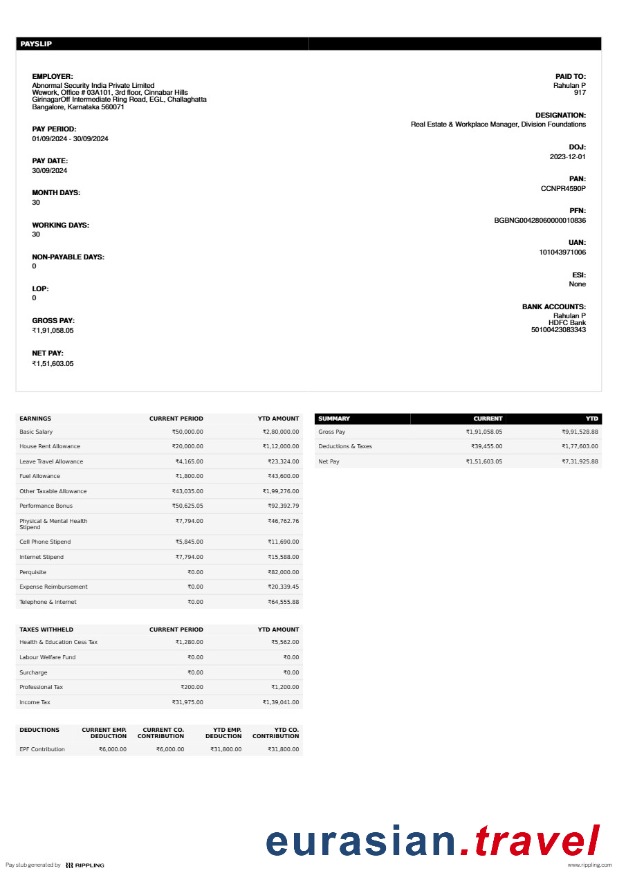 PAYSLIP
EMPLOYER:
Abnormal Security India Private Limited
Wework, Office # 03A101, 3rd floor, Cinnabar Hills
GirinagarOff Intermediate Ring Road, EGL, Challaghatta
Bangalore, Karnataka 560071
PAY PERIOD:
01/09/2024 - 30/09/2024
PAY DATE:
30/09/2024
MONTH DAYS:
30
WORKING DAYS:
30
NON-PAYABLE DAYS:
0
LOP:
0
GROSS PAY:
₹1,91,058.05
NET PAY:
₹1,51,603.05
PAID TO:
Rahulan P
917
DESIGNATION:
Real Estate & Workplace Manager, Division Foundations
DOJ:
2023-12-01
PAN:
CCNPR4590P
PFN:
BGBNG00428060000010836
UAN:
101043971006
ESI:
None
BANK ACCOUNTS:
Rahulan P
HDFC Bank
50100423083343
EARNINGS CURRENT PERIOD YTD AMOUNT
Basic Salary ₹50,000.00 ₹2,80,000.00
House Rent Allowance ₹20,000.00 ₹1,12,000.00
Leave Travel Allowance ₹4,165.00 ₹23,324.00
Fuel Allowance ₹1,800.00 ₹43,600.00
Other Taxable Allowance ₹43,035.00 ₹1,99,276.00
Performance Bonus ₹50,625.05 ₹92,392.79
Physical & Mental Health ₹7,794.00 ₹46,762.76
Stipend
Cell Phone Stipend ₹5,845.00 ₹11,690.00
Internet Stipend ₹7,794.00 ₹15,588.00
Perquisite ₹0.00 ₹82,000.00
Expense Reimbursement ₹0.00 ₹20,339.45
Telephone & Internet ₹0.00 ₹64,555.88
SUMMARY CURRENT YTD
Gross Pay ₹1,91,058.05 ₹9,91,528.88
Deductions & Taxes ₹39,455.00 ₹1,77,603.00
Net Pay ₹1,51,603.05 ₹7,31,925.88
TAXES WITHHELD CURRENT PERIOD YTD AMOUNT
Health & Education Cess Tax ₹1,280.00 ₹5,562.00
Labour Welfare Fund ₹0.00 ₹0.00
Surcharge ₹0.00 ₹0.00
Professional Tax ₹200.00 ₹1,200.00
Income Tax ₹31,975.00 ₹1,39,041.00
DEDUCTIONS CURRENT EMP. CURRENT CO. YTD EMP. YTD CO.
DEDUCTION CONTRIBUTION DEDUCTION CONTRIBUTION
EPF Contribution ₹6,000.00 ₹6,000.00 ₹31,800.00 ₹31,800.00
eurasian.travel
Pay stub generated by RIPPLING www.rippling.com